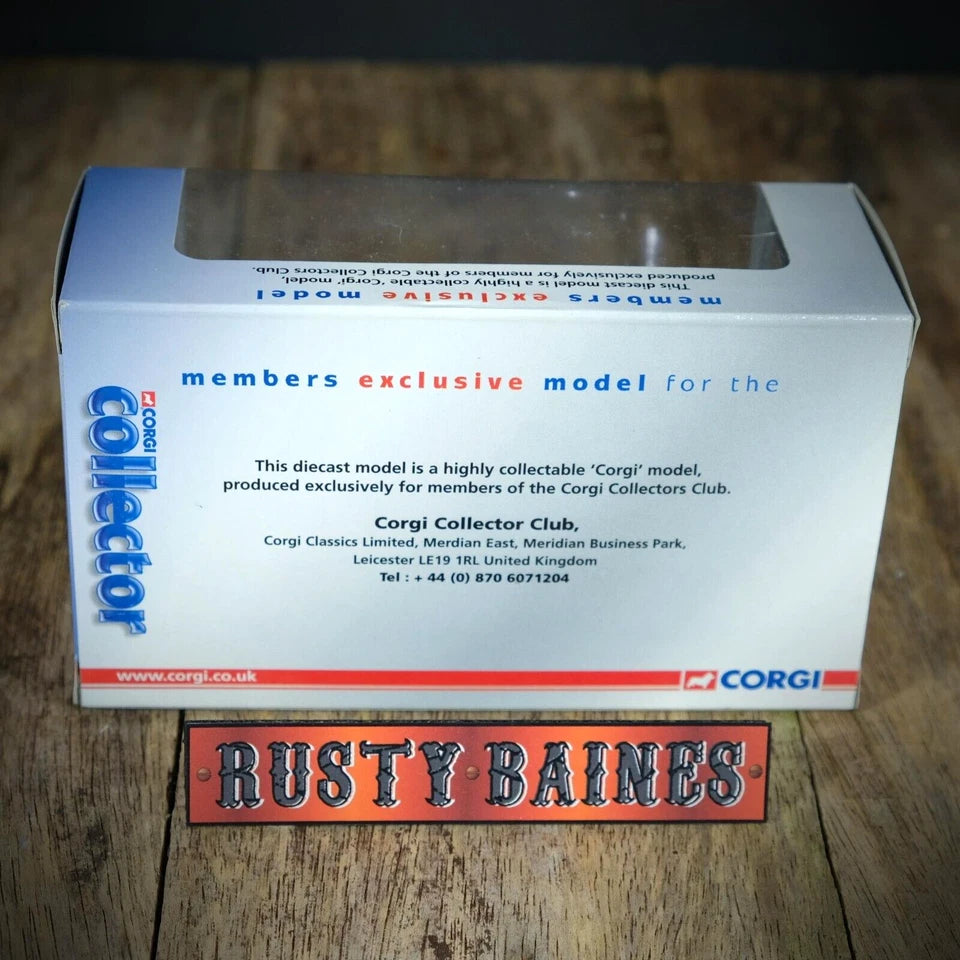 This diecast model is a highly collectable 'Corgi' model,
produced exclusively for members of the Corgi Collectors Club.
members exclusive model
members exclusive model for the
CORGI
collector
This diecast model is a highly collectable ‘Corgi’ model,
produced exclusively for members of the Corgi Collectors Club.
Corgi Collector Club,
Corgi Classics Limited, Merdian East, Meridian Business Park,
Leicester LE19 1RL United Kingdom
Tel : + 44 (0) 870 6071204
www.corgi.co.uk
CORGI
RUSTY BAINES